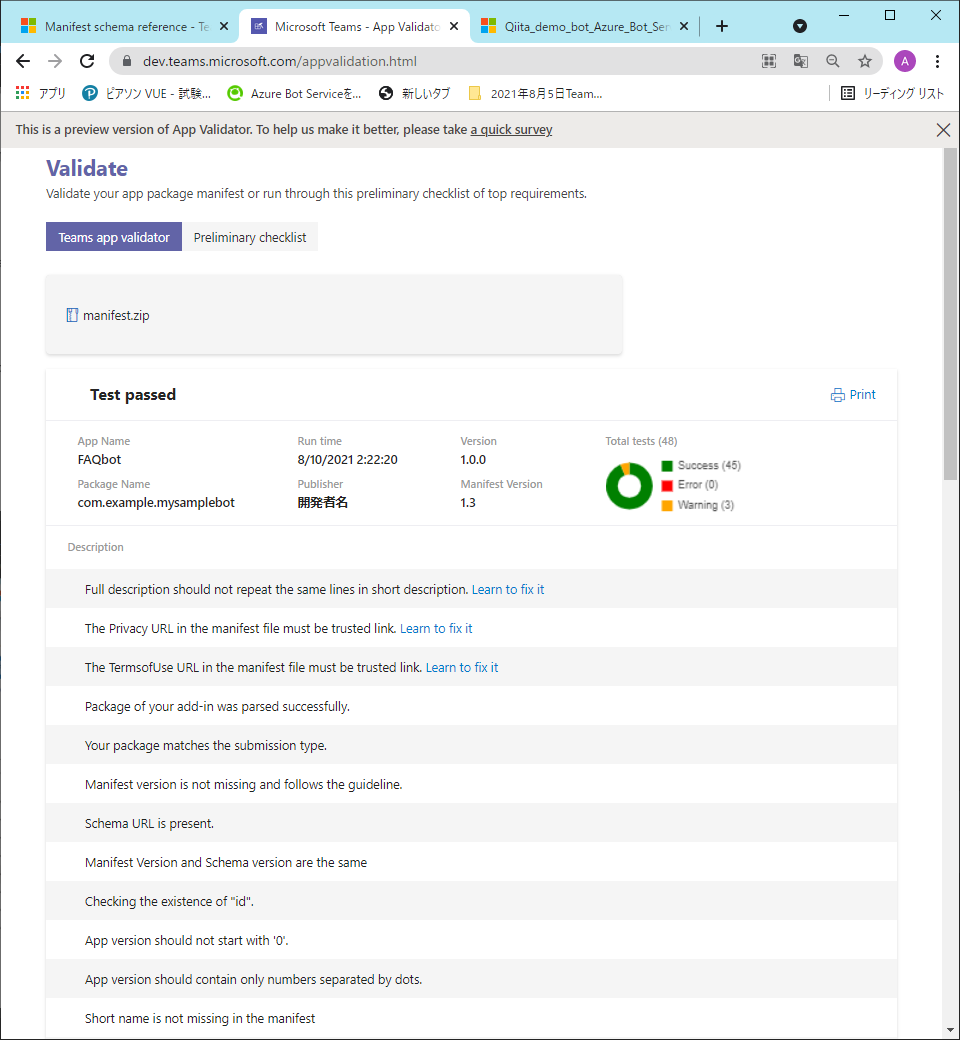 Manifest schema reference - Te
Microsoft Teams - App Validato
Qiita_demo_bot_Azure_Bot_Ser
dev.teams.microsoft.com/appvalidation.html
A
アプリ
ピアソン VUE - 試験...
Azure Bot Serviceを...
新しいタブ
2021年8月5日Team...
リーディング リスト
This is a preview version of App Validator. To help us make it better, please take a quick survey
Validate
Validate your app package manifest or run through this preliminary checklist of top requirements.
Teams app validator
Preliminary checklist
manifest.zip
Test passed
Print
App Name
Run time
Version
Total tests (48)
FAQbot
8/10/2021 2:22:20
1.0.0
Success (45)
Package Name
Publisher
Manifest Version
Error (0)
com.example.mysamplebot
開発者名
1.3
Warning (3)
Description
Full description should not repeat the same lines in short description. Learn to fix it
The Privacy URL in the manifest file must be trusted link. Learn to fix it
The TermsofUse URL in the manifest file must be trusted link. Learn to fix it
Package of your add-in was parsed successfully.
Your package matches the submission type.
Manifest version is not missing and follows the guideline.
Schema URL is present.
Manifest Version and Schema version are the same
Checking the existence of "id".
App version should not start with '0'.
App version should contain only numbers separated by dots.
Short name is not missing in the manifest